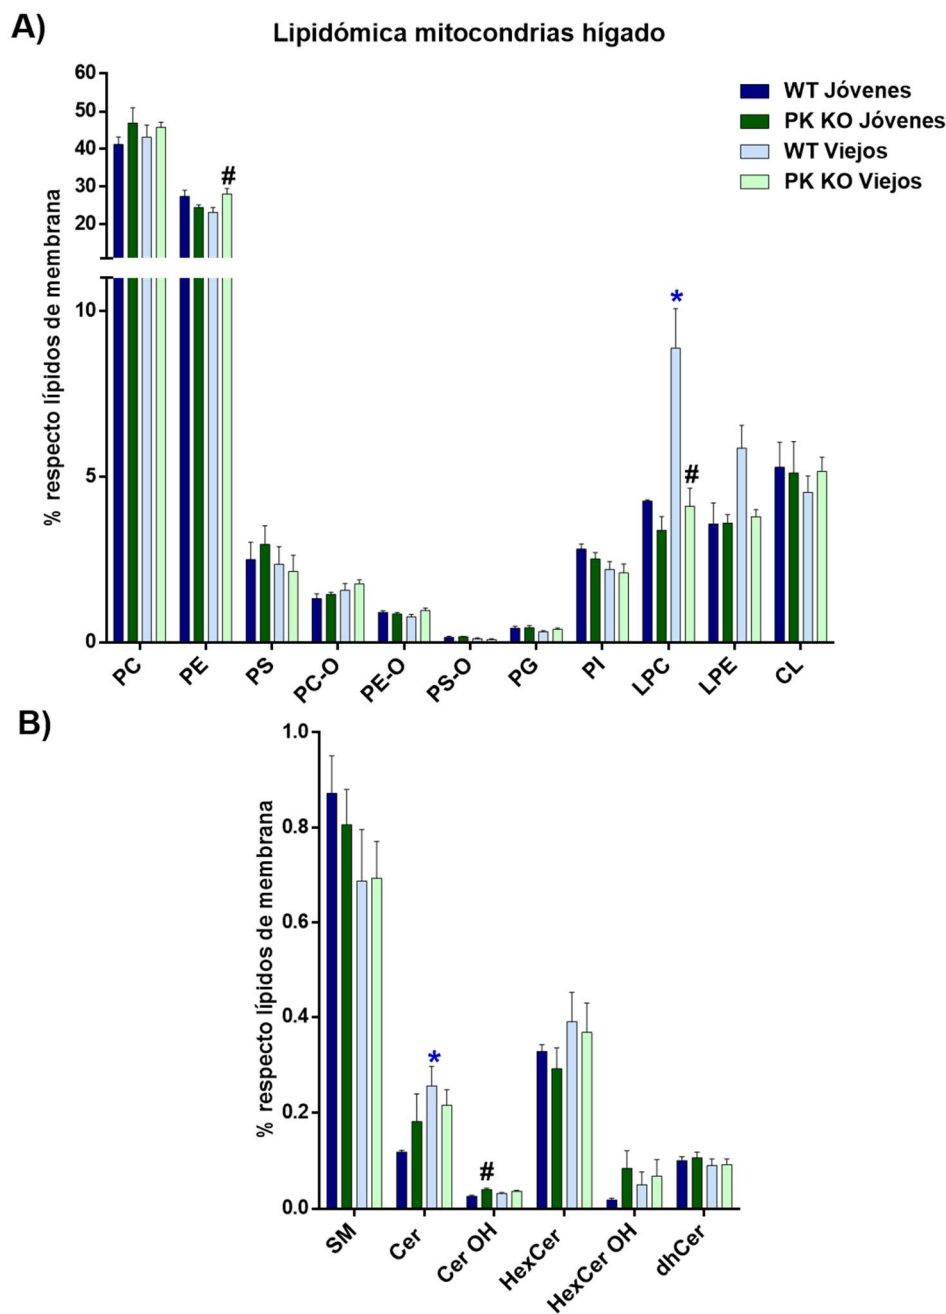 A)
Lipidómica mitocondrias hígado
WT Jóvenes
PK KO Jóvenes
WT Viejos
PK KO Viejos
% respecto lípidos de membrana
60
50
40
30
20
10
5
0
#
*
#
PC
PE
PS
PC-O
PE-O
PS-O
PG
PI
LPC
LPE
CL
B)
% respecto lípidos de membrana
1.0
0.8
0.6
0.4
0.2
0.0
*
#
SM
Cer
Cer OH
HexCer
HexCer OH
dhCer